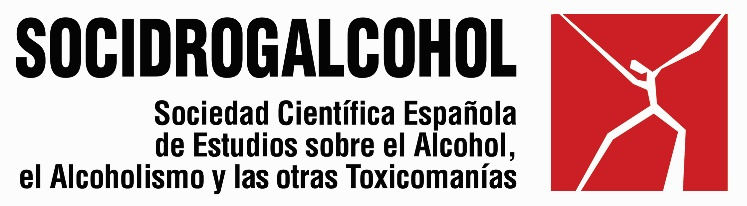 SOCIDROGALCOHOL
Sociedad Científica Española
de Estudios sobre el Alcohol,
el Alcoholismo y las otras Toxicomanías